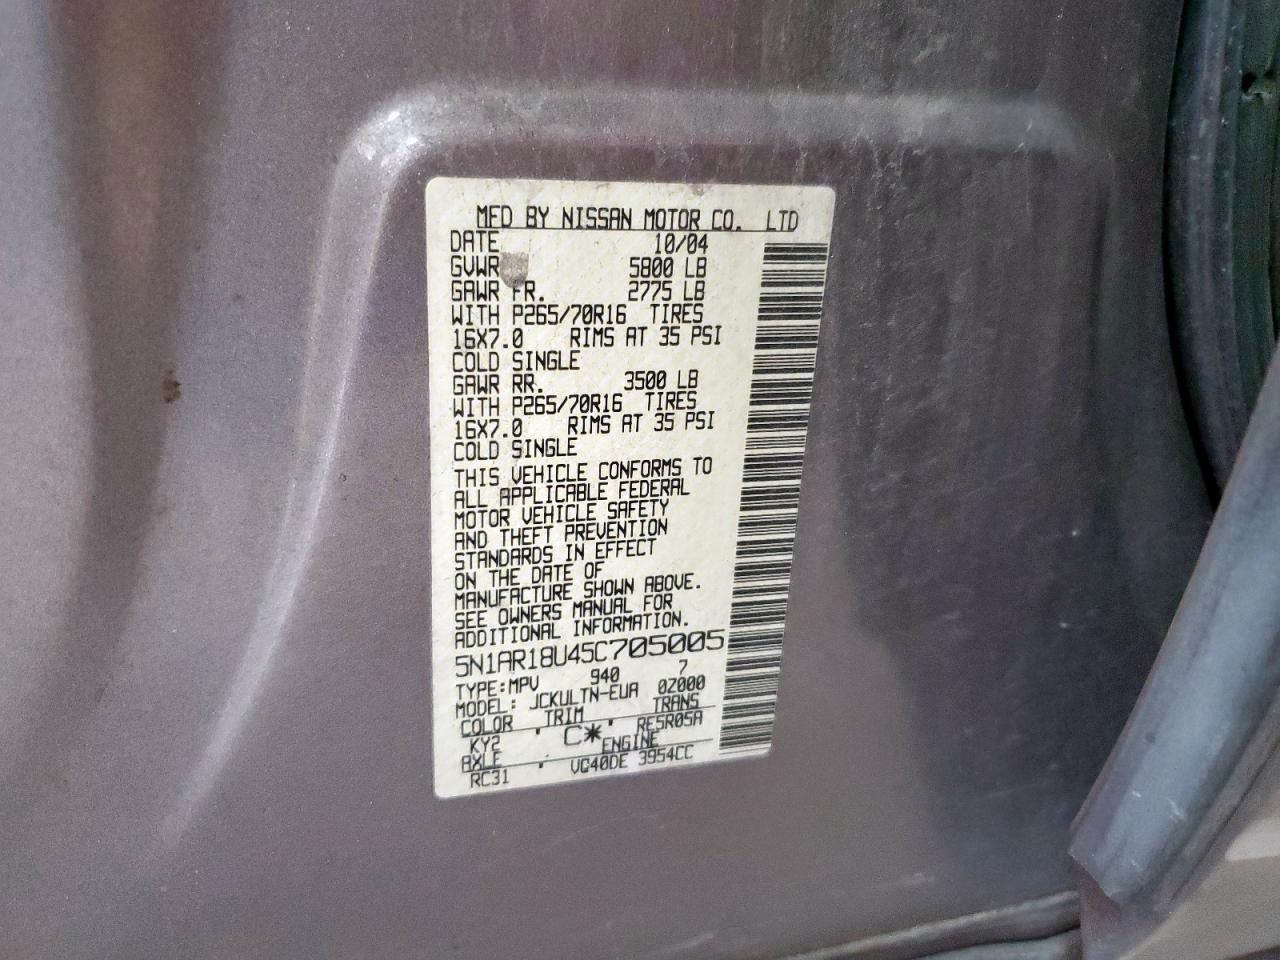 MFD BY NISSAN MOTOR CO. LTD
DATE 10/04
GVWR 5800 LB
GAWR FR. 2775 LB
WITH P265/70R16 TIRES
16X7.0 RIMS AT 35 PSI
COLD SINGLE
GAWR RR. 3500 LB
WITH P265/70R16 TIRES
16X7.0 RIMS AT 35 PSI
COLD SINGLE
THIS VEHICLE CONFORMS TO
ALL APPLICABLE FEDERAL
MOTOR VEHICLE SAFETY
AND THEFT PREVENTION
STANDARDS IN EFFECT
ON THE DATE OF
MANUFACTURE SHOWN ABOVE.
SEE OWNERS MANUAL FOR
ADDITIONAL INFORMATION.
5N1AR18U45C705005
TYPE:MPV 940 7
MODEL: JCKULTN-EUA 02000
COLOR TRIM TRANS
KY2 C* RE5R05A
AXLE ENGINE
RC31 VQ40DE 3954CC